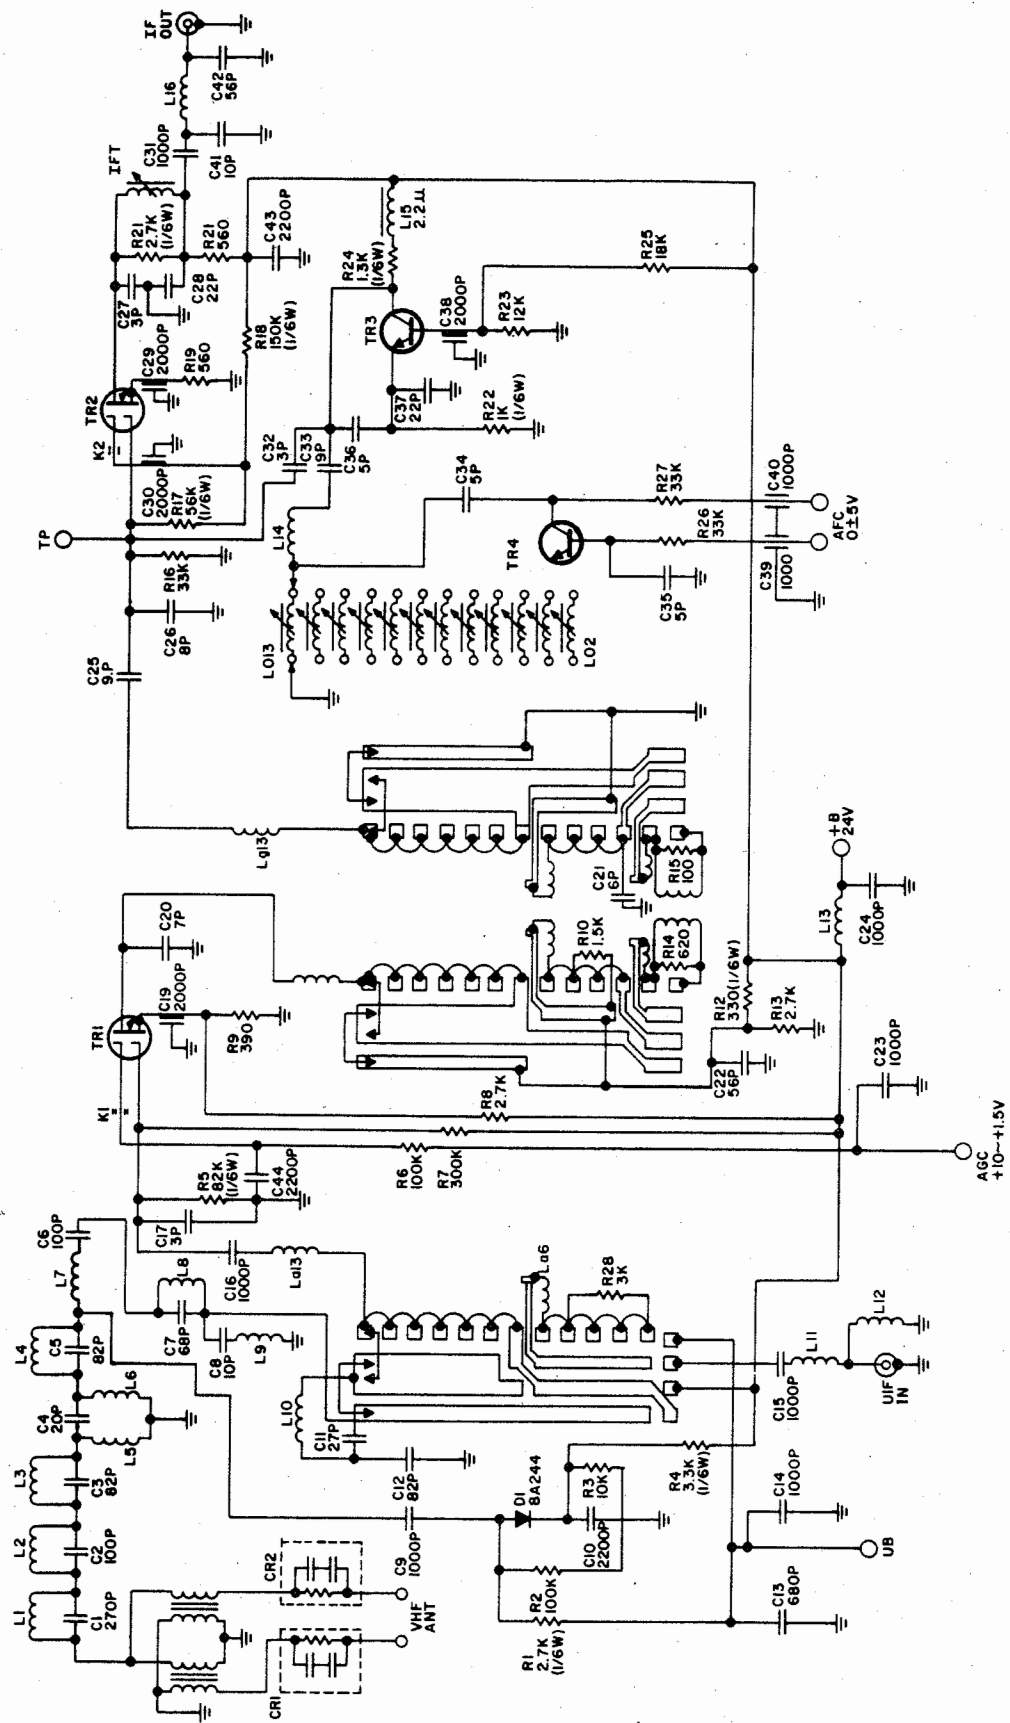 L1
C1
270P
L2
C2
100P
L3
C3
82P
C4
20P
L5
L6
L4
C5
82P
L7
C6
100P
C7
68P
L8
C8
10P
L9
CR1
CR2
VHF
ANT
C9
1000P
C12
82P
C11
27P
L10
R1
2.7K
(1/6W)
R2
100K
D1
BA244
C10
2200P
R3
10K
R4
3.3K
(1/6W)
C13
680P
C14
1000P
UB
C15
1000P
L11
L12
UIF
IN
R28
3K
La6
La13
C16
1000P
C17
3P
R5
82K
(1/6W)
C44
2200P
R6
100K
R7
300K
R8
2.7K
K1
TR1
C19
2000P
R9
390
C20
7P
C23
1000P
AGC
+10~+1.5V
C22
56P
R12
330(1/6W)
R13
2.7K
L13
C24
1000P
+B
24V
R10
1.5K
R14
620
C21
6P
R15
100
Lg13
C25
9P
C26
8P
R16
33K
TP
R17
56K
(1/6W)
C30
2000P
K2
TR2
C29
2000P
R19
560
C27
3P
C28
22P
R21
2.7K
(1/6W)
R21
560
IFT
C31
1000P
C41
10P
L16
C42
56P
IF
OUT
C43
2200P
R18
150K
(1/6W)
L013
L02
L14
C32
3P
C33
9P
C36
5P
C34
5P
TR3
R24
1.3K
(1/6W)
L15
2.2μ
C37
22P
R22
1K
(1/6W)
C38
2000P
R23
12K
R25
18K
TR4
C35
5P
R26
33K
R27
33K
C39
1000
C40
1000P
AFC
0±5V